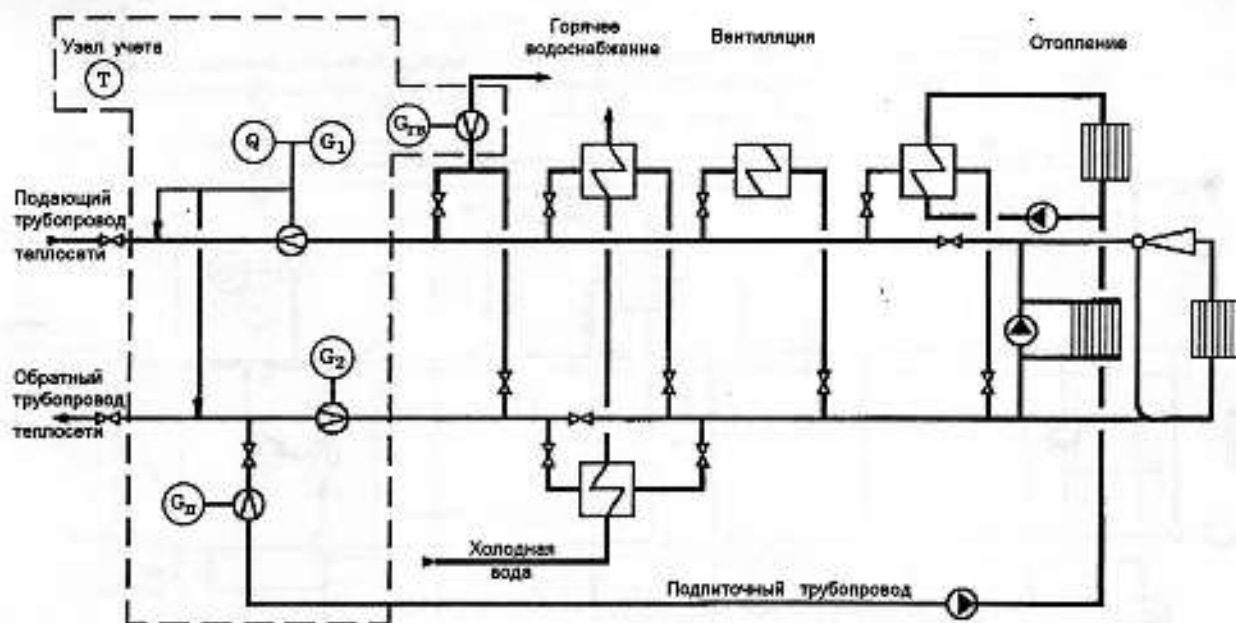 Узел учета
T
Горячее
водоснабжение
Вентиляция
Отопление
Gгв
Q
G1
Подающий
трубопровод
теплосети
G2
Обратный
трубопровод
теплосети
Gп
Холодная
вода
Подпиточный трубопровод